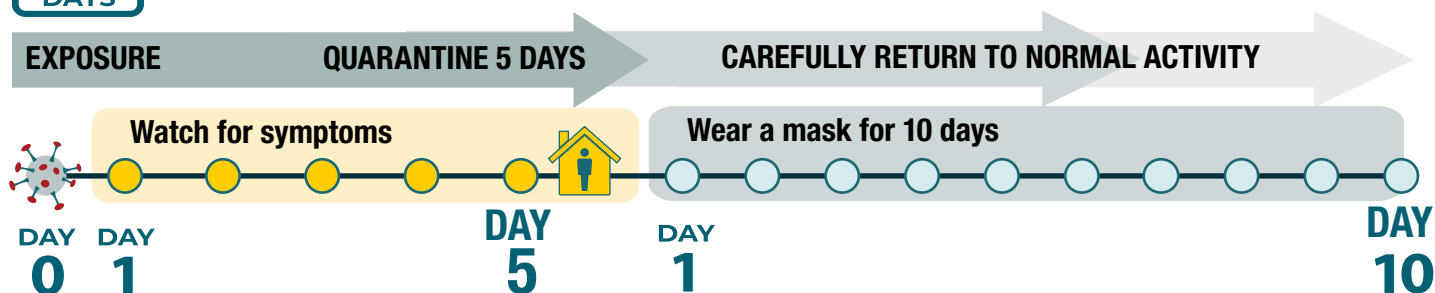 DAYS
EXPOSURE QUARANTINE 5 DAYS CAREFULLY RETURN TO NORMAL ACTIVITY
Watch for symptoms
Wear a mask for 10 days
DAY 0
DAY 1
DAY 5
DAY 1
DAY 10